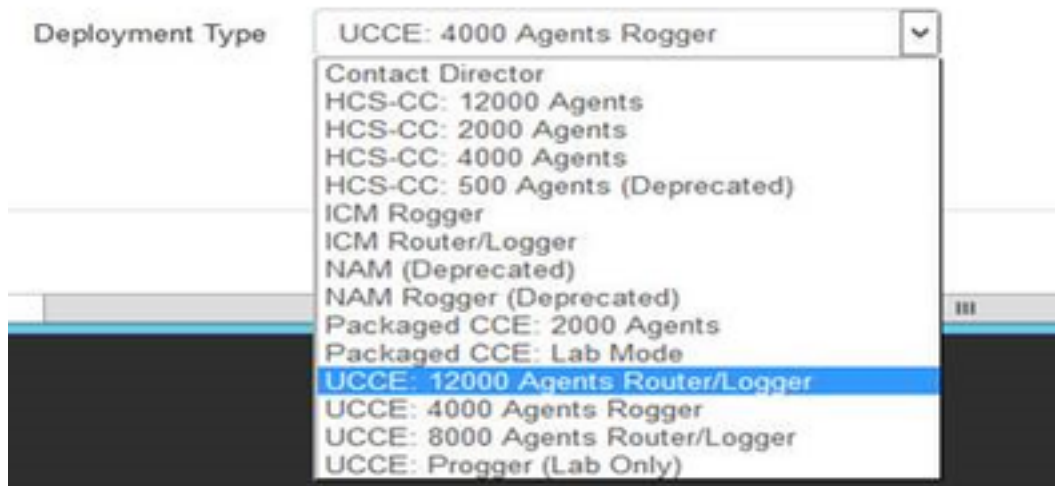 Deployment Type UCCE: 4000 Agents Rogger
Contact Director
HCS-CC: 12000 Agents
HCS-CC: 2000 Agents
HCS-CC: 4000 Agents
HCS-CC: 500 Agents (Deprecated)
ICM Rogger
ICM Router/Logger
NAM (Deprecated)
NAM Rogger (Deprecated)
Packaged CCE: 2000 Agents
Packaged CCE: Lab Mode
UCCE: 12000 Agents Router/Logger
UCCE: 4000 Agents Rogger
UCCE: 8000 Agents Router/Logger
UCCE: Progger (Lab Only)